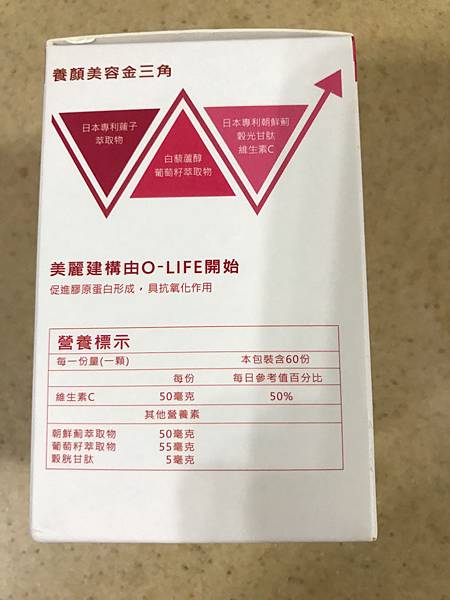 養顏美容金三角
日本專利蓮子
萃取物
白藜蘆醇
葡萄籽萃取物
日本專利朝鮮薊
穀光甘肽
維生素C
美麗建構由O-LIFE開始
促進膠原蛋白形成，具抗氧化作用
營養標示
每一份量(一顆) 本包裝含60份
每份 每日參考值百分比
維生素C 50毫克 50%
其他營養素
朝鮮薊萃取物 50毫克
葡萄籽萃取物 55毫克
穀胱甘肽 5毫克